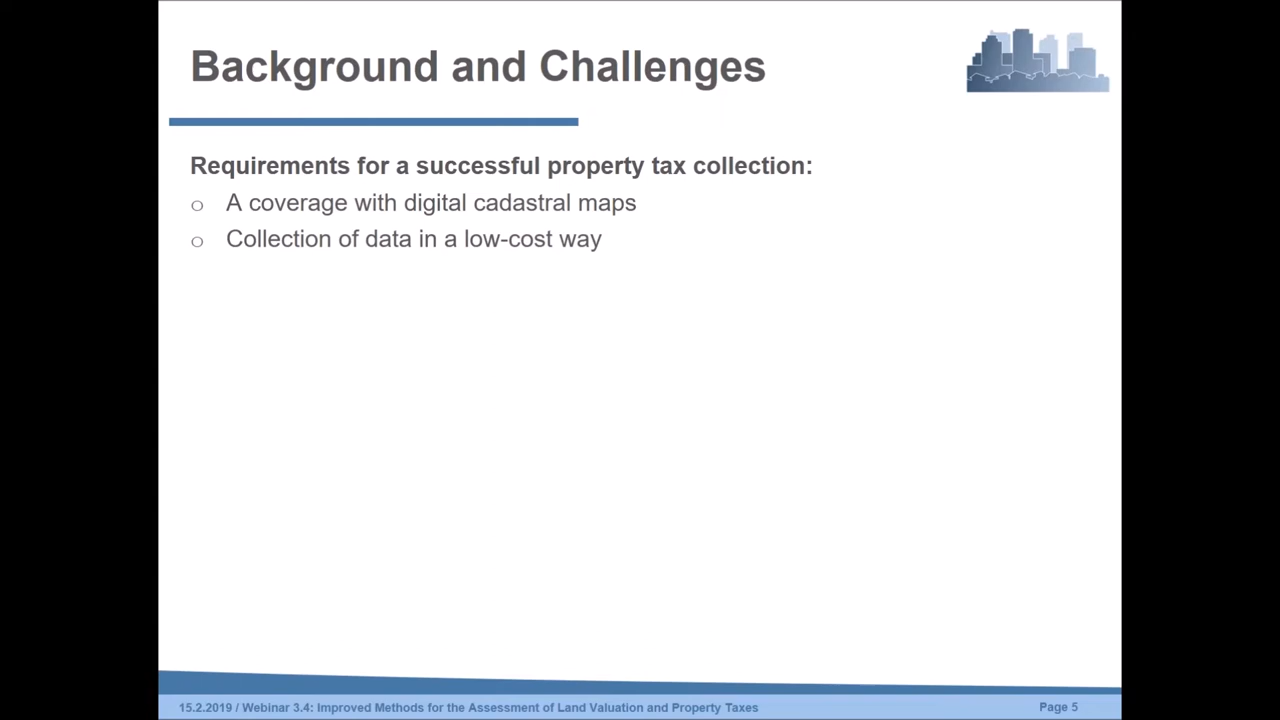 Background and Challenges
Requirements for a successful property tax collection:
o A coverage with digital cadastral maps
o Collection of data in a low-cost way
15.2.2019 / Webinar 3.4: Improved Methods for the Assessment of Land Valuation and Property Taxes
Page 5